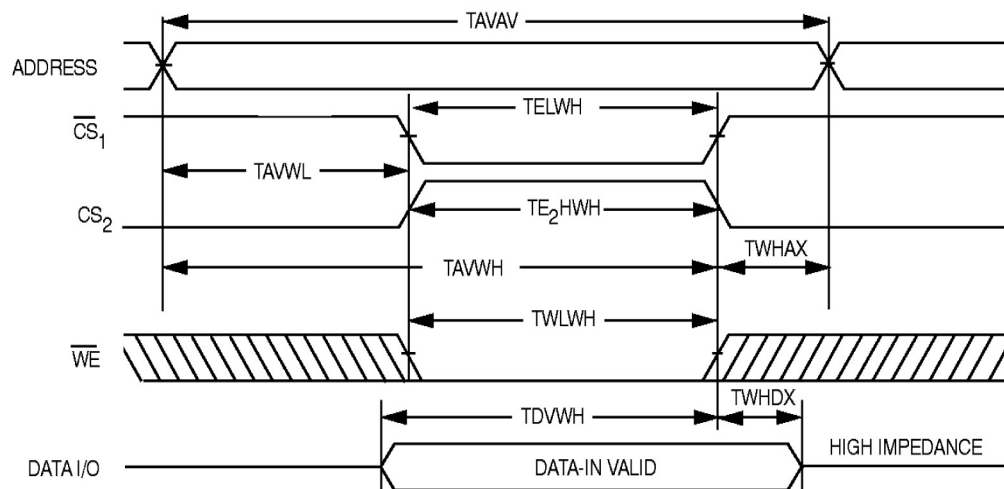 TAVAV
ADDRESS
TELWH
CS1
TAVWL
CS2
TE2HWH
TAVWH
TWHAX
TWLWH
WE
TDVWH
TWHDX
DATA I/O
DATA-IN VALID
HIGH IMPEDANCE